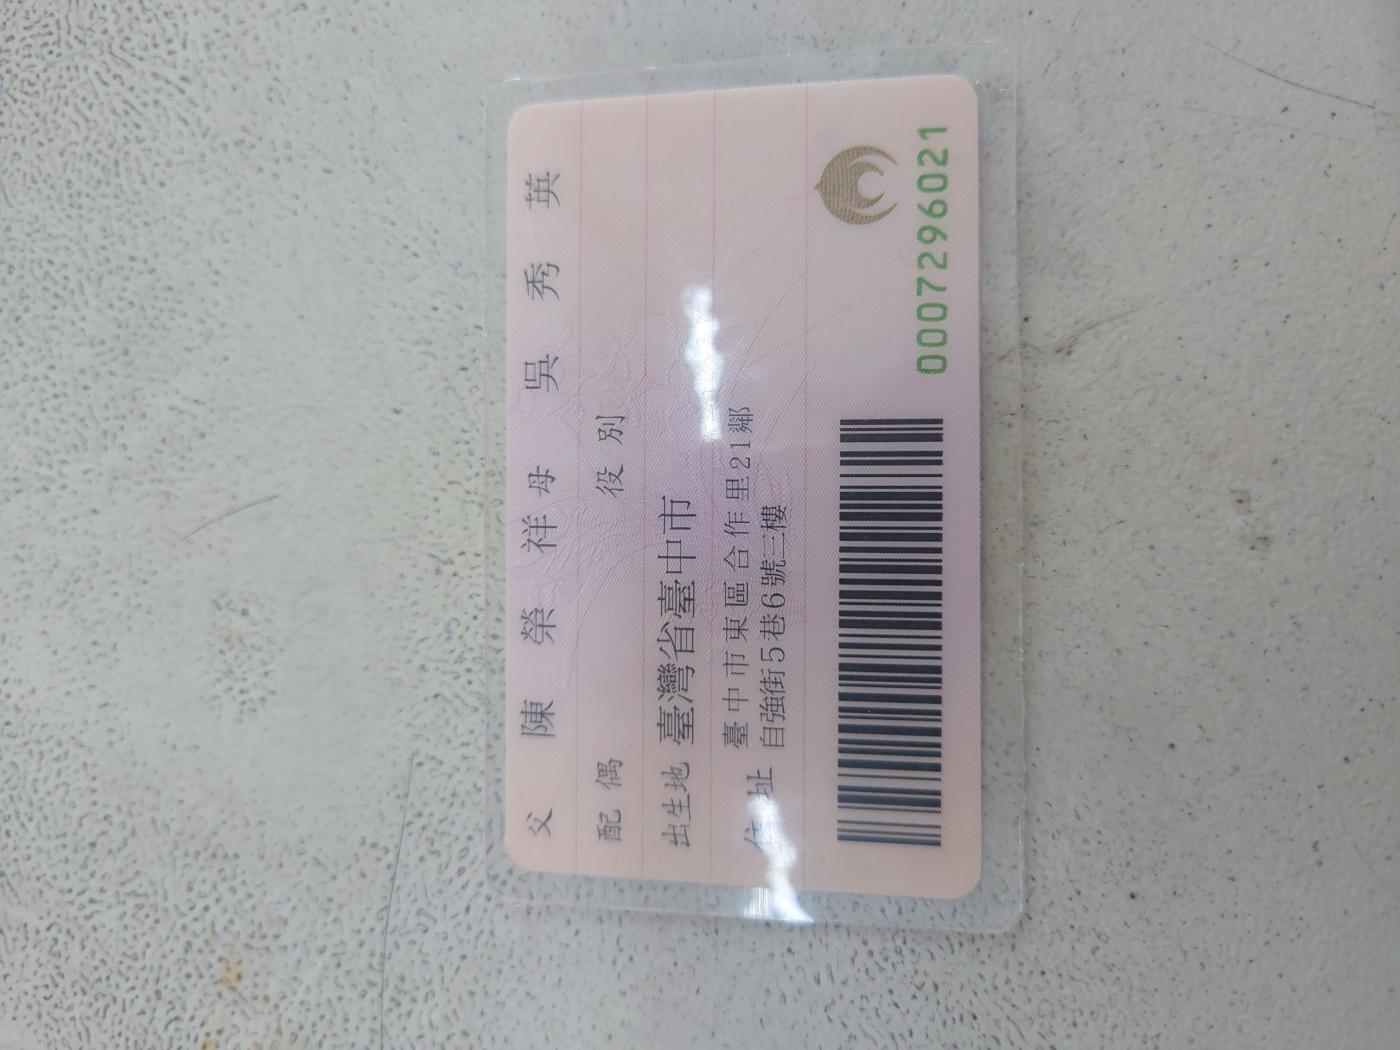 父 陳榮祥 母 吳秀英
配偶 役別
出生地 臺灣省臺中市
住址 臺中市東區合作里21鄰
自強街5巷6號三樓
0007296021